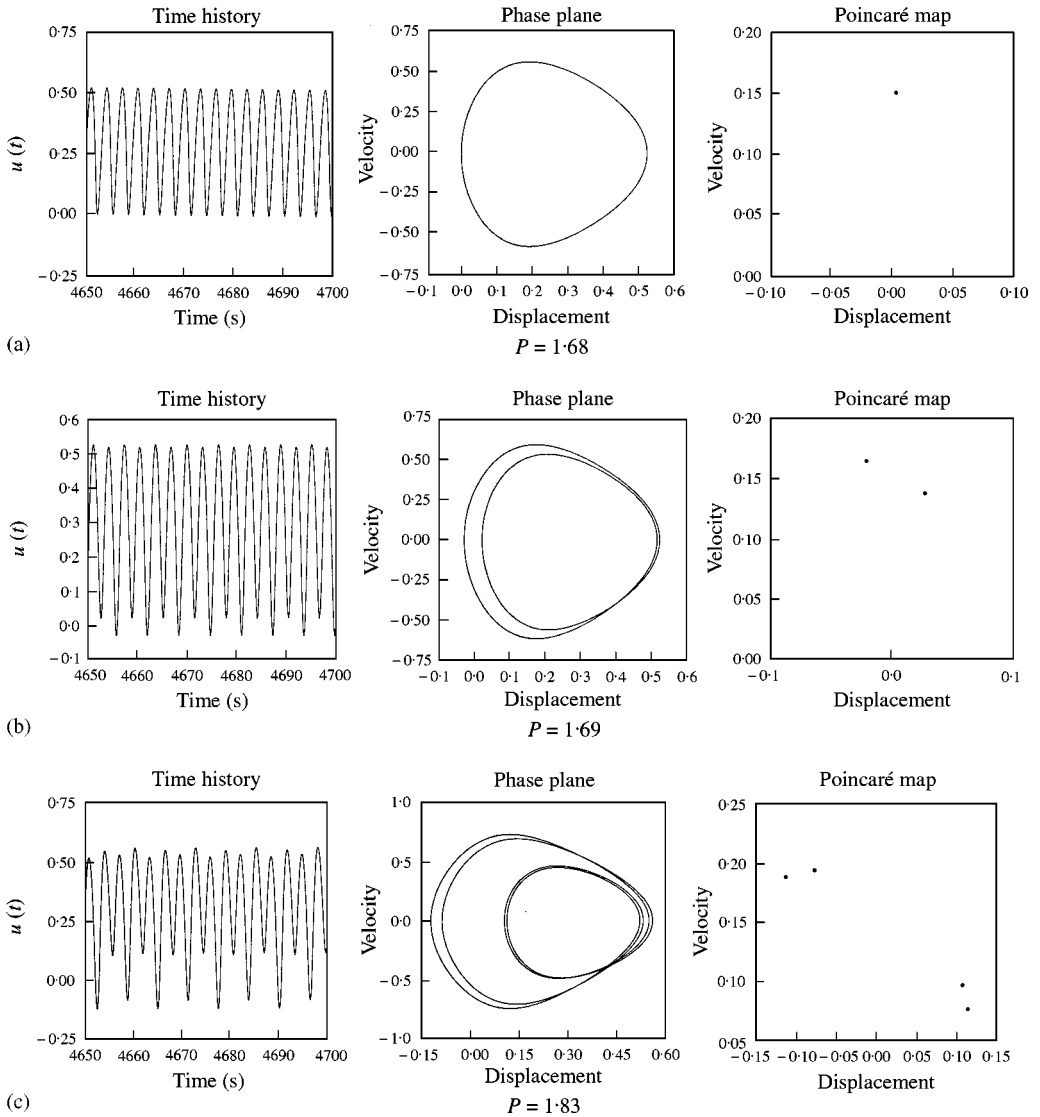 Time history
Phase plane
Poincaré map
0·75
0·50
0·25
0·00
−0·25
u (t)
4650 4660 4670 4680 4690 4700
Time (s)
0·75
0·50
0·25
0·00
−0·25
−0·50
−0·75
Velocity
−0·1 0·0 0·1 0·2 0·3 0·4 0·5 0·6
Displacement
0·20
0·15
0·10
0·05
0·00
Velocity
−0·10 −0·05 0·00 0·05 0·10
Displacement
(a)
P = 1·68
Time history
Phase plane
Poincaré map
0·6
0·5
0·4
0·3
0·2
0·1
0·0
−0·1
u (t)
4650 4660 4670 4680 4690 4700
Time (s)
0·75
0·50
0·25
0·00
−0·25
−0·50
−0·75
Velocity
−0·1 0·0 0·1 0·2 0·3 0·4 0·5 0·6
Displacement
0·20
0·15
0·10
0·05
0·00
Velocity
−0·1 0·0 0·1
Displacement
(b)
P = 1·69
Time history
Phase plane
Poincaré map
0·75
0·50
0·25
0·00
−0·25
u (t)
4650 4660 4670 4680 4690 4700
Time (s)
1·0
0·5
0·0
−0·5
−1·0
Velocity
−0·15 0·00 0·15 0·30 0·45 0·60
Displacement
0·25
0·20
0·15
0·10
0·05
Velocity
−0·15 −0·10 −0·05 0·00 0·05 0·10 0·15
Displacement
(c)
P = 1·83